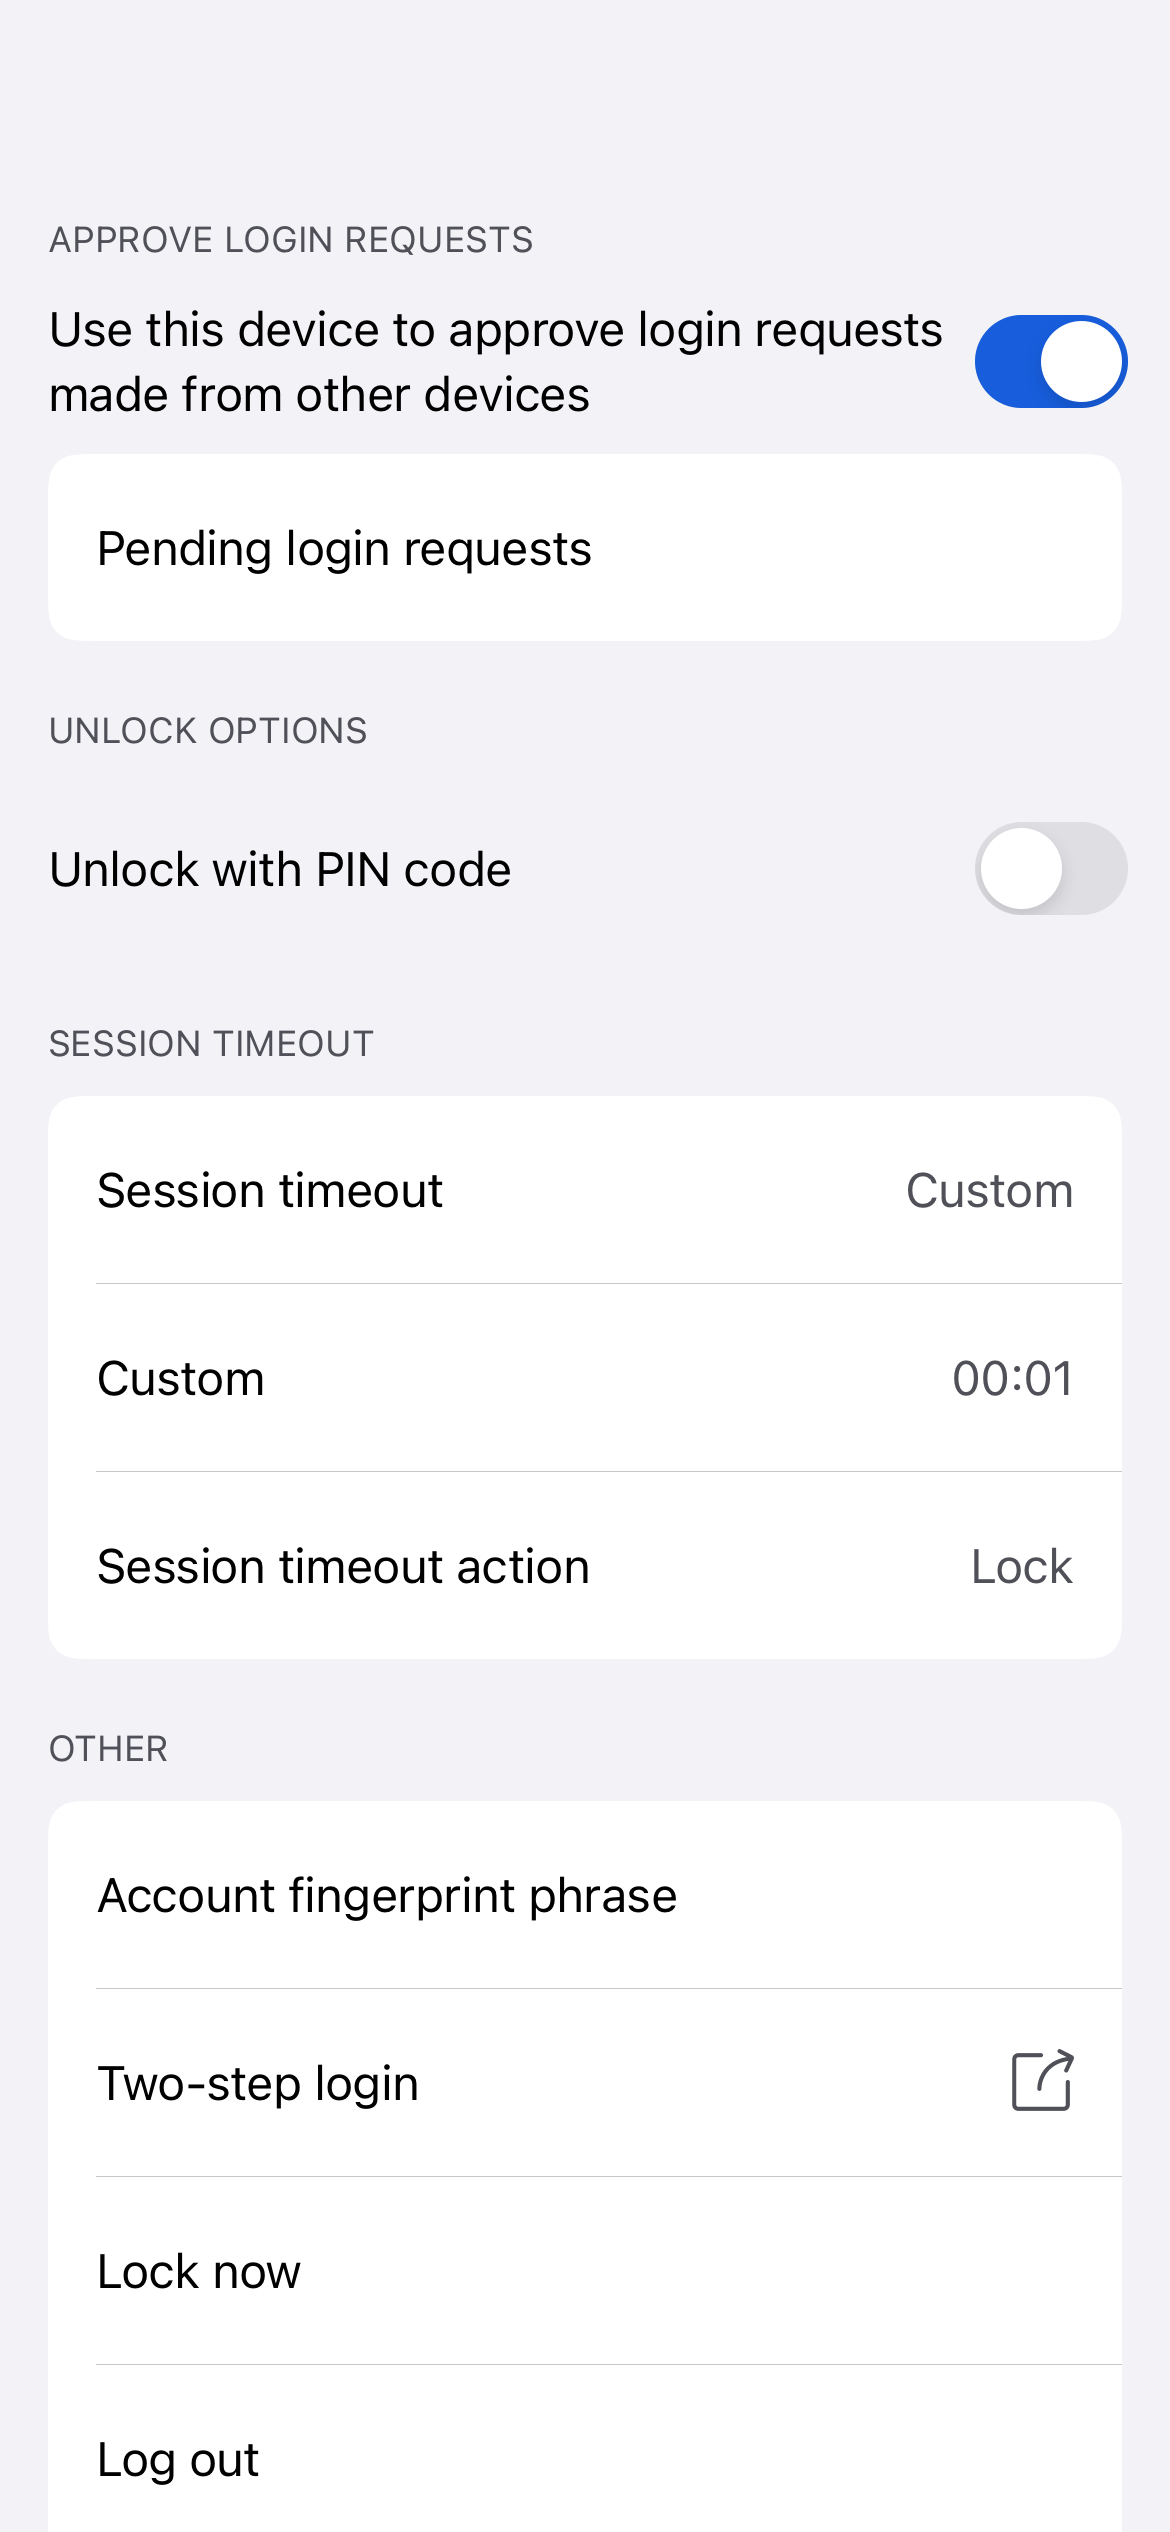 APPROVE LOGIN REQUESTS
Use this device to approve login requests
made from other devices
Pending login requests
UNLOCK OPTIONS
Unlock with PIN code
SESSION TIMEOUT
Session timeout Custom
Custom 00:01
Session timeout action Lock
OTHER
Account fingerprint phrase
Two-step login
Lock now
Log out